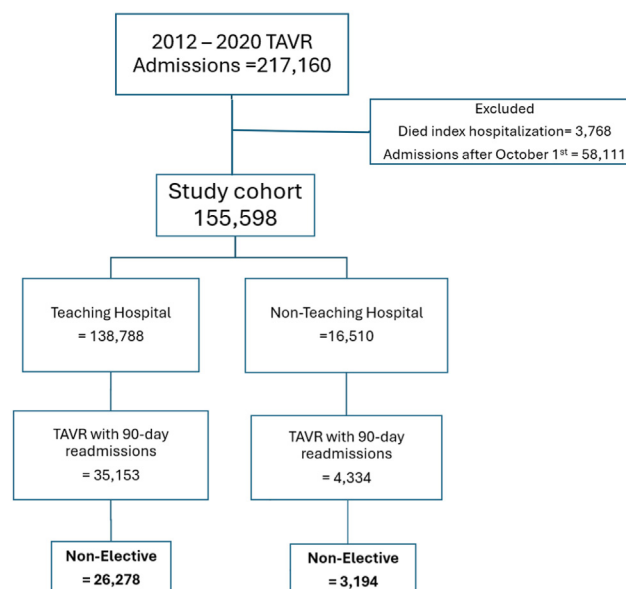 2012 – 2020 TAVR
Admissions =217,160
Excluded
Died index hospitalization= 3,768
Admissions after October 1st = 58,111
Study cohort
155,598
Teaching Hospital
= 138,788
Non-Teaching Hospital
=16,510
TAVR with 90-day
readmissions
= 35,153
TAVR with 90-day
readmissions
= 4,334
Non-Elective
= 26,278
Non-Elective
= 3,194